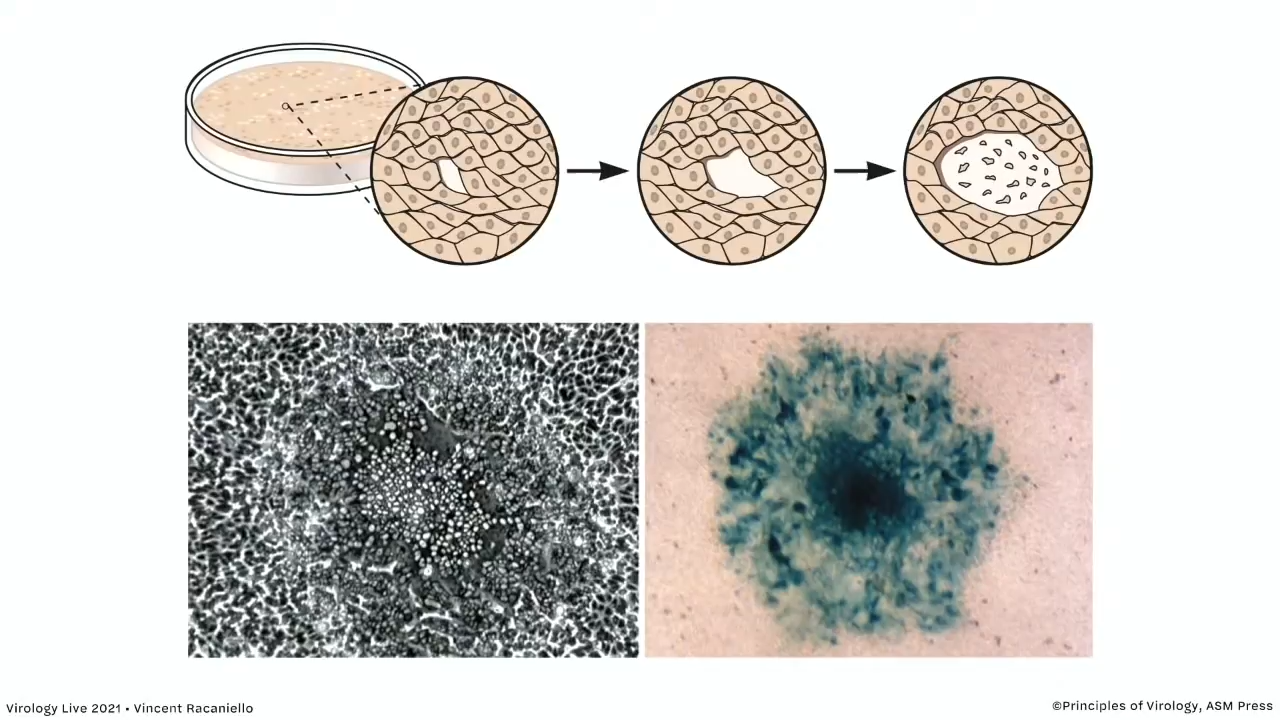 Virology Live 2021 • Vincent Racaniello
©Principles of Virology, ASM Press